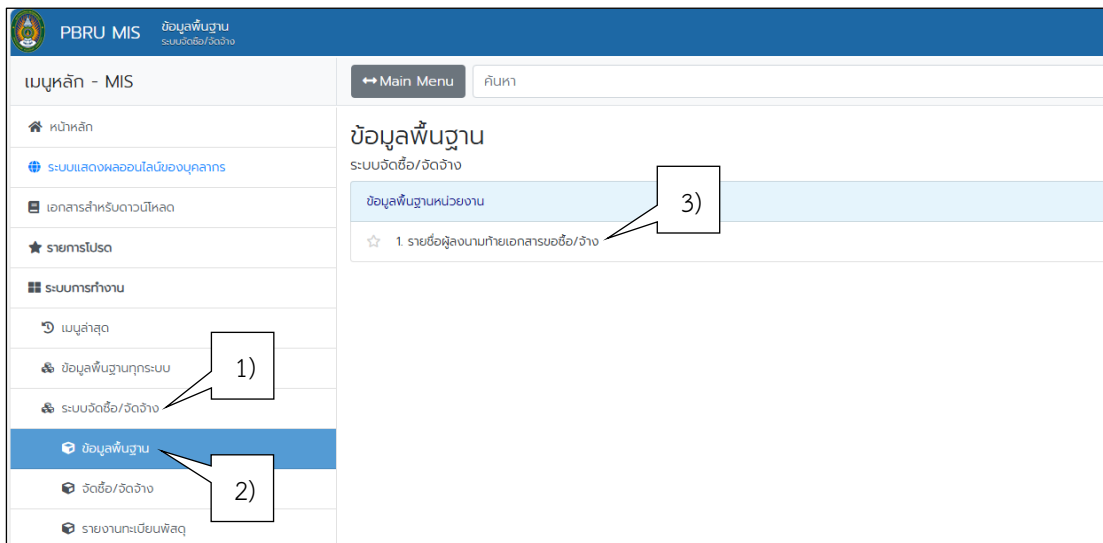 PBRU MIS
ข้อมูลพื้นฐาน
ระบบจัดซื้อ/จัดจ้าง
เมนูหลัก - MIS
หน้าหลัก
ระบบแสดงผลออนไลน์ของบุคลากร
เอกสารสำหรับดาวน์โหลด
รายการโปรด
ระบบการทำงาน
เมนูล่าสุด
ข้อมูลพื้นฐานทุกระบบ
1)
ระบบจัดซื้อ/จัดจ้าง
ข้อมูลพื้นฐาน
จัดซื้อ/จัดจ้าง
2)
รายงานทะเบียนพัสดุ
Main Menu
ค้นหา
ข้อมูลพื้นฐาน
ระบบจัดซื้อ/จัดจ้าง
ข้อมูลพื้นฐานหน่วยงาน
3)
1. รายชื่อผู้ลงนามท้ายเอกสารขอซื้อ/จ้าง